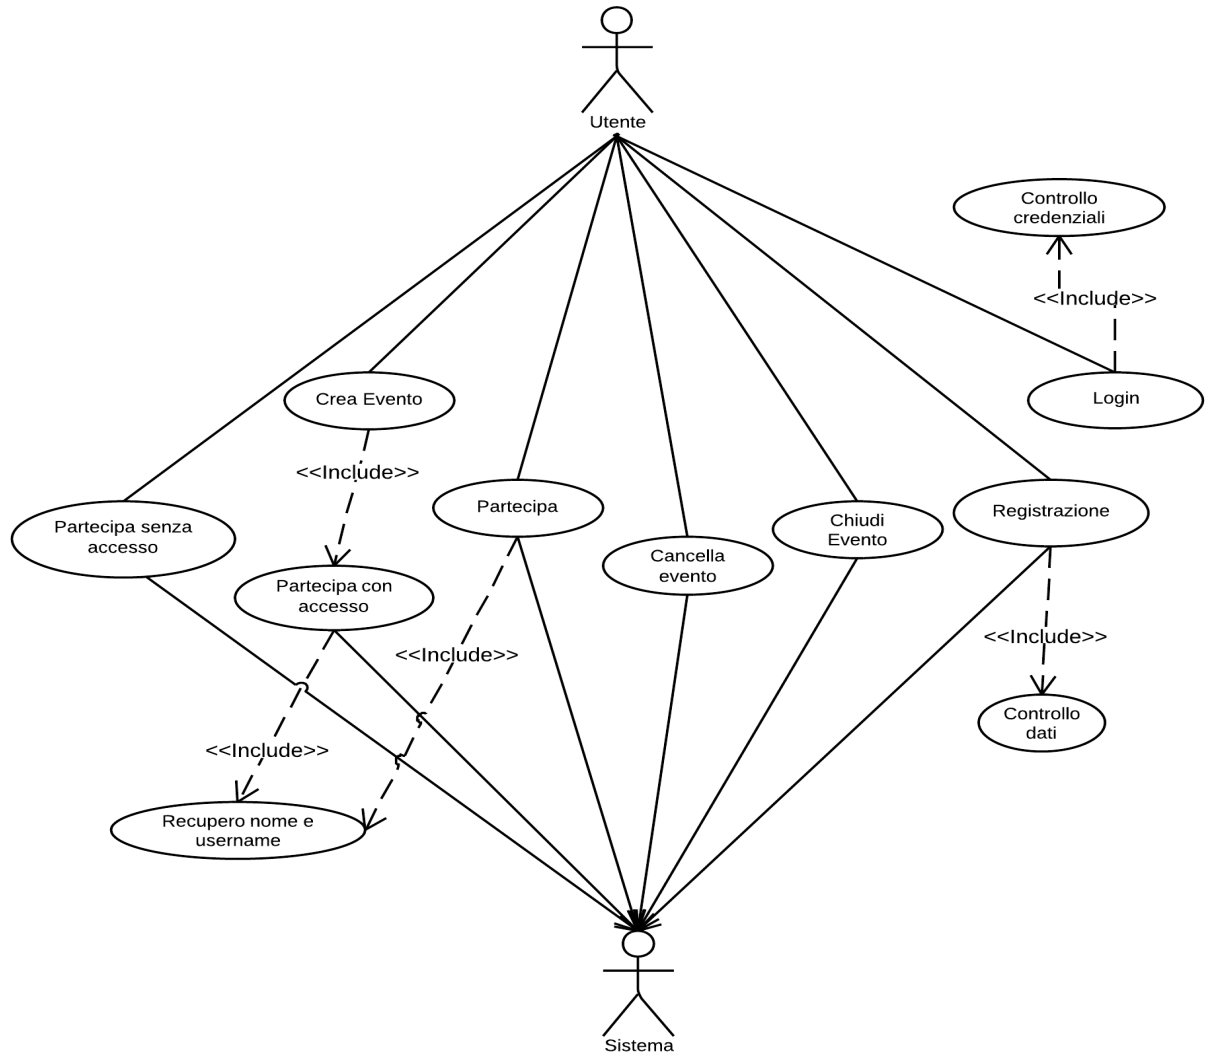 Utente
Controllo
credenziali
<<Include>>
Crea Evento
Login
<<Include>>
Partecipa senza
accesso
Partecipa
Chiudi
Evento
Registrazione
Cancella
evento
Partecipa con
accesso
<<Include>>
<<Include>>
Controllo
dati
<<Include>>
Recupero nome e
username
Sistema